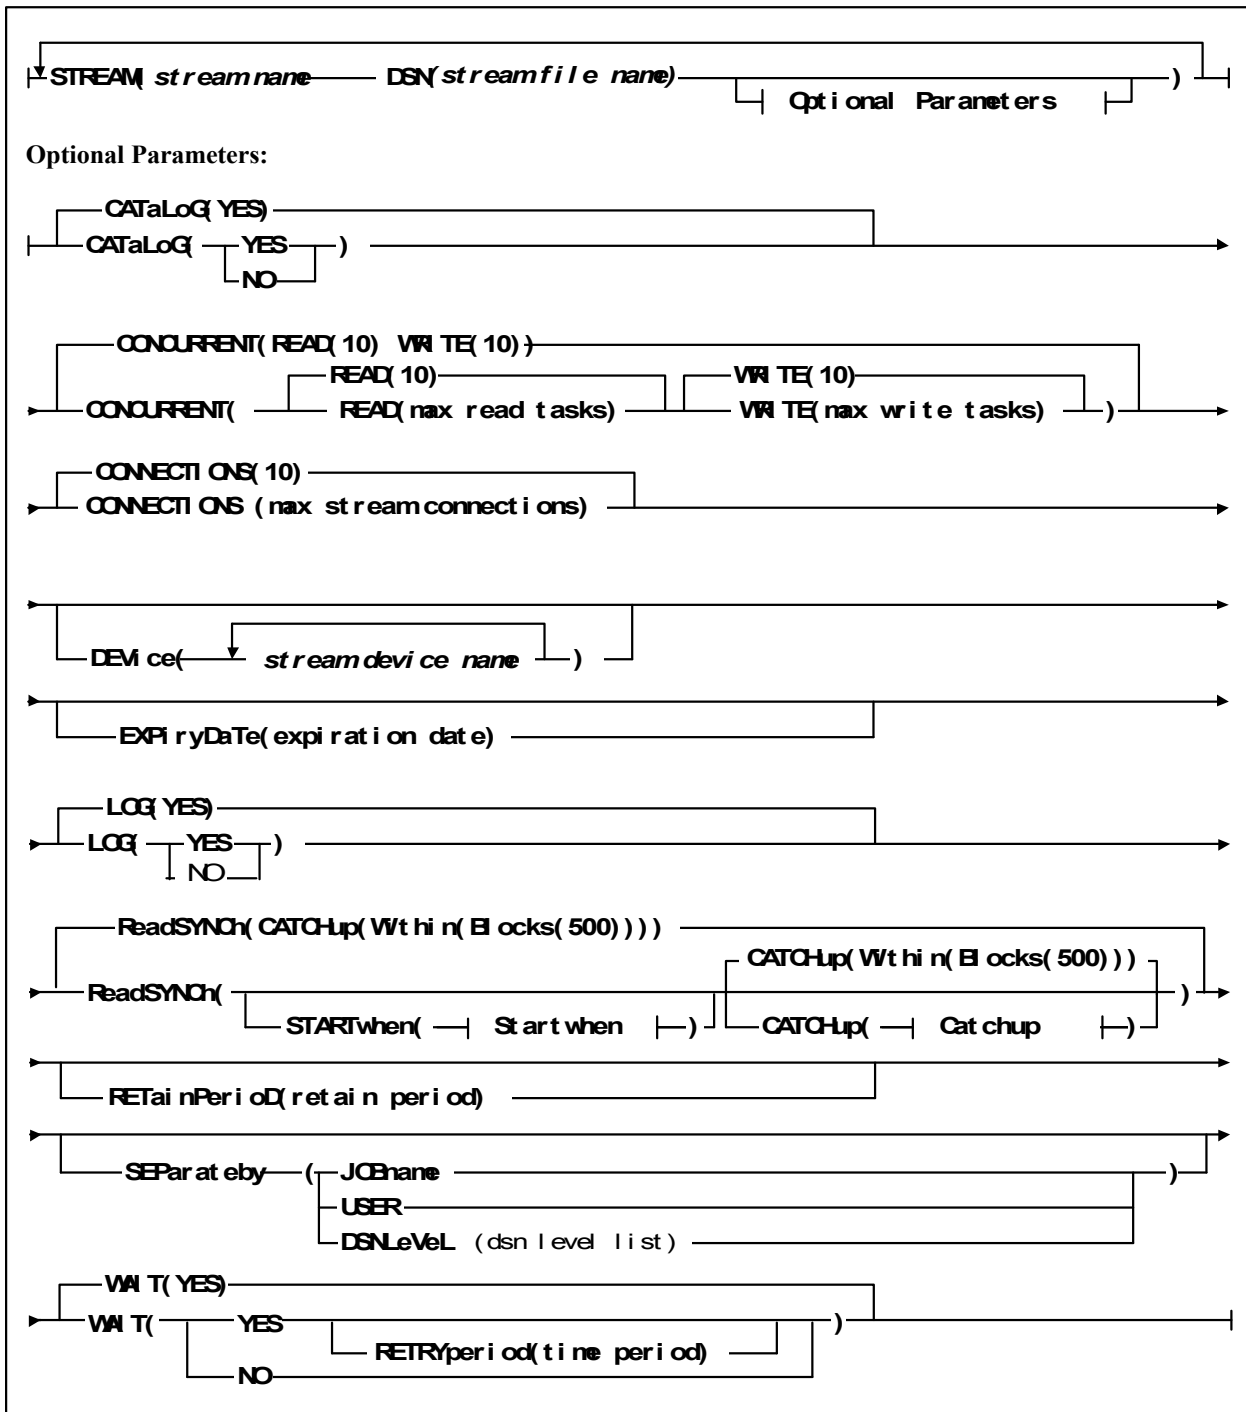 STREAM( stream name DSN(stream file name) )
Optional Parameters
Optional Parameters:
CATaLoG(YES)
CATaLoG( YES )
NO
CONCURRENT(READ(10) WRITE(10))
READ(10) WRITE(10)
CONCURRENT( READ(max read tasks) WRITE(max write tasks) )
CONNECTIONS(10)
CONNECTIONS (max stream connections)
DEVice( stream device name )
EXPiryDaTe(expiration date)
LOG(YES)
LOG( YES )
NO
ReadSYNCh(CATCHup(Within(Blocks(500))))
CATCHup(Within(Blocks(500)))
ReadSYNCh( )
STARTwhen( Startwhen ) CATCHup( Catchup )
RETainPerioD(retain period)
SEParateby ( JOBname )
USER
DSNLeVeL (dsn level list)
WAIT(YES)
WAIT( YES )
RETRYperiod(time period)
NO